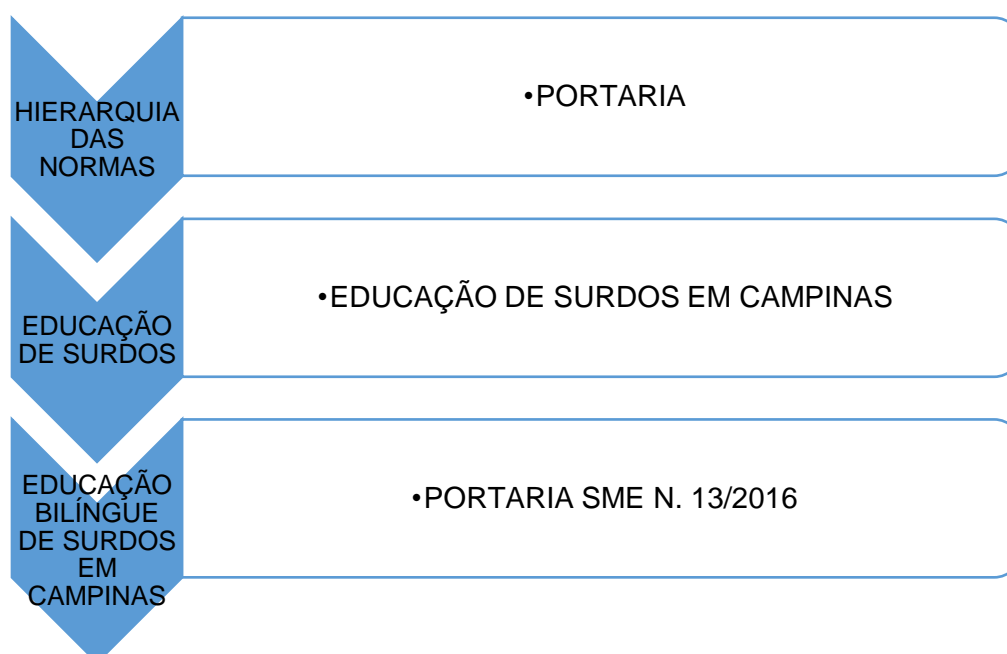 HIERARQUIA
DAS
NORMAS
•PORTARIA
EDUCAÇÃO
DE SURDOS
•EDUCAÇÃO DE SURDOS EM CAMPINAS
EDUCAÇÃO
BILÍNGUE
DE SURDOS
EM
CAMPINAS
•PORTARIA SME N. 13/2016